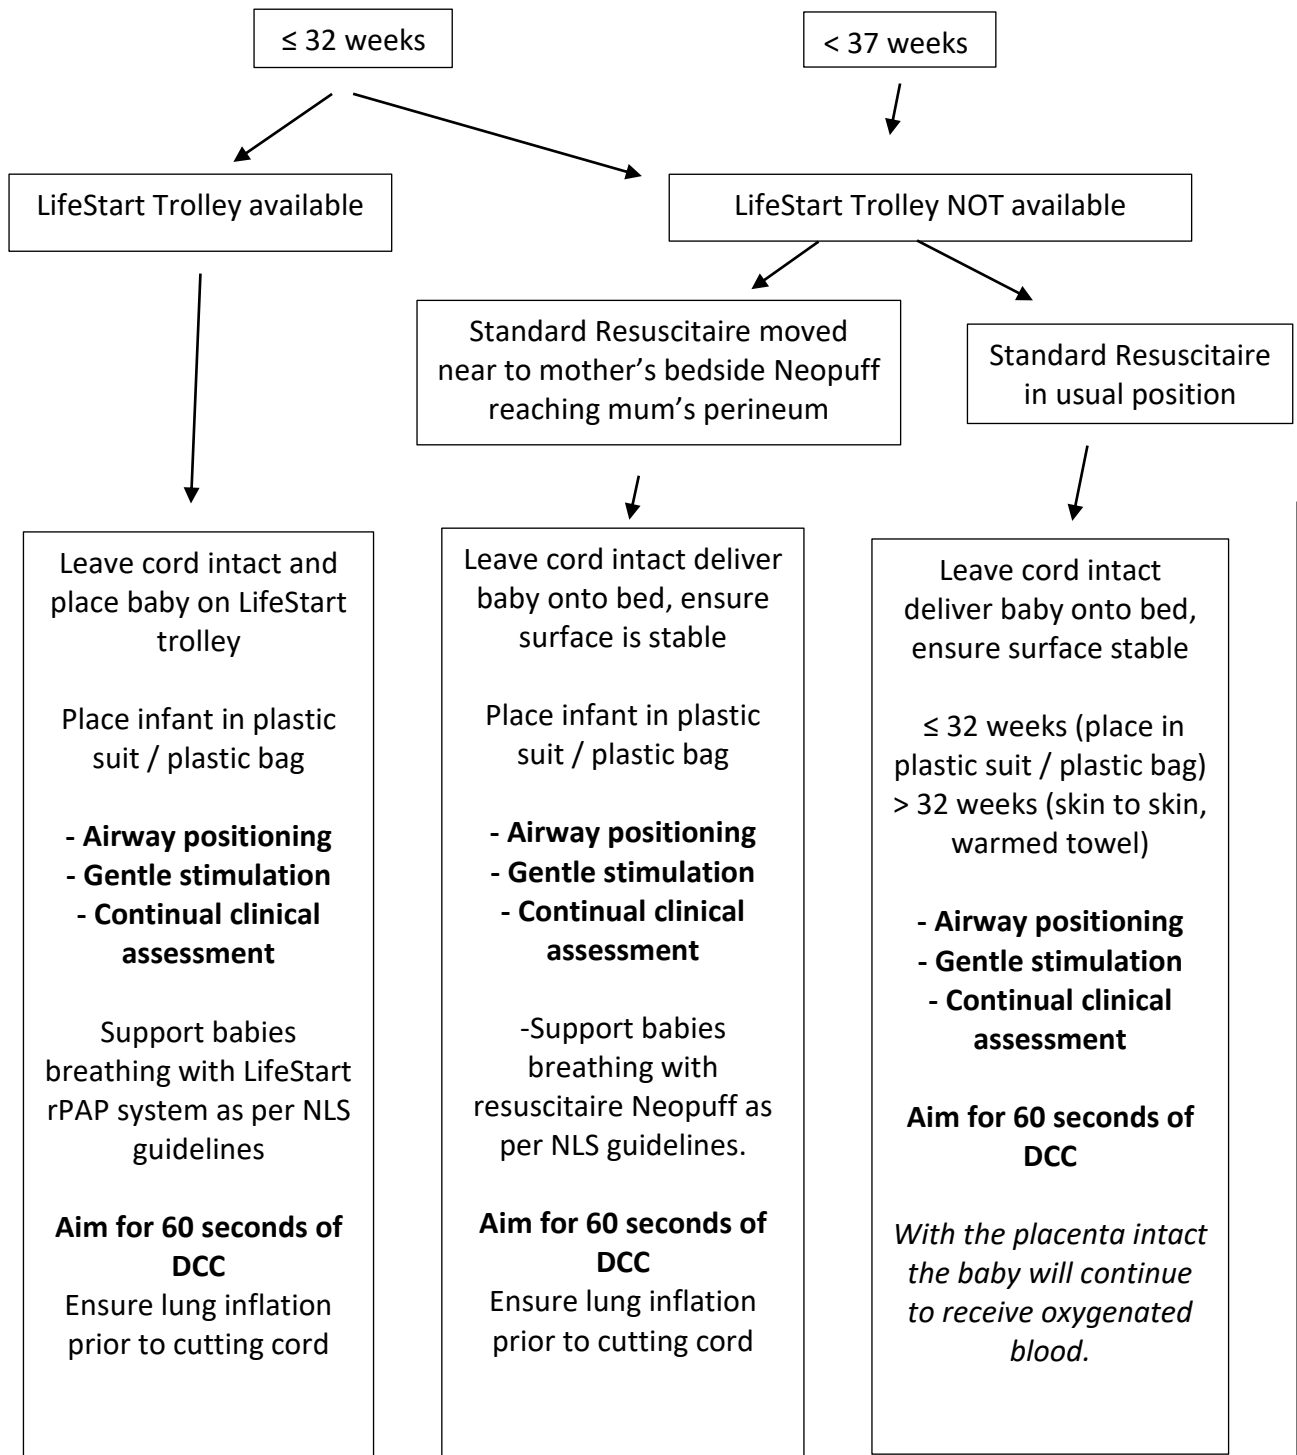 ≤ 32 weeks
< 37 weeks
LifeStart Trolley available
LifeStart Trolley NOT available
Standard Resuscitaire moved
near to mother’s bedside Neopuff
reaching mum’s perineum
Standard Resuscitaire
in usual position
Leave cord intact and
place baby on LifeStart
trolley
Place infant in plastic
suit / plastic bag
- Airway positioning
- Gentle stimulation
- Continual clinical
assessment
Support babies
breathing with LifeStart
rPAP system as per NLS
guidelines
Aim for 60 seconds of
DCC
Ensure lung inflation
prior to cutting cord
Leave cord intact deliver
baby onto bed, ensure
surface is stable
Place infant in plastic
suit / plastic bag
- Airway positioning
- Gentle stimulation
- Continual clinical
assessment
-Support babies
breathing with
resuscitaire Neopuff as
per NLS guidelines.
Aim for 60 seconds of
DCC
Ensure lung inflation
prior to cutting cord
Leave cord intact
deliver baby onto bed,
ensure surface stable
≤ 32 weeks (place in
plastic suit / plastic bag)
> 32 weeks (skin to skin,
warmed towel)
- Airway positioning
- Gentle stimulation
- Continual clinical
assessment
Aim for 60 seconds of
DCC
With the placenta intact
the baby will continue
to receive oxygenated
blood.